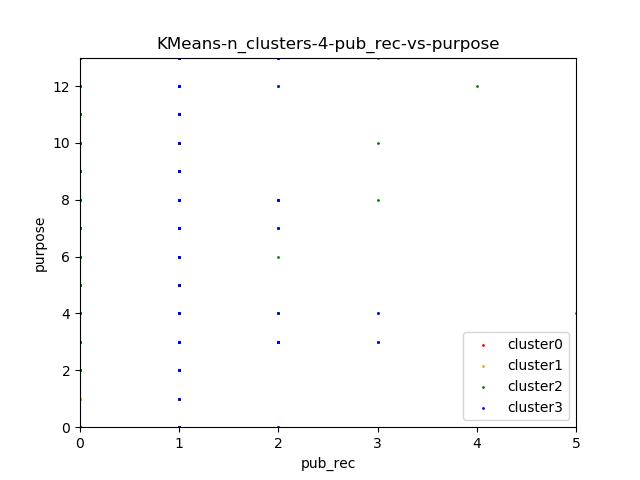 KMeans-n_clusters-4-pub_rec-vs-purpose
12
10
8
6
4
2
0
purpose
0 1 2 3 4 5
pub_rec
cluster0
cluster1
cluster2
cluster3